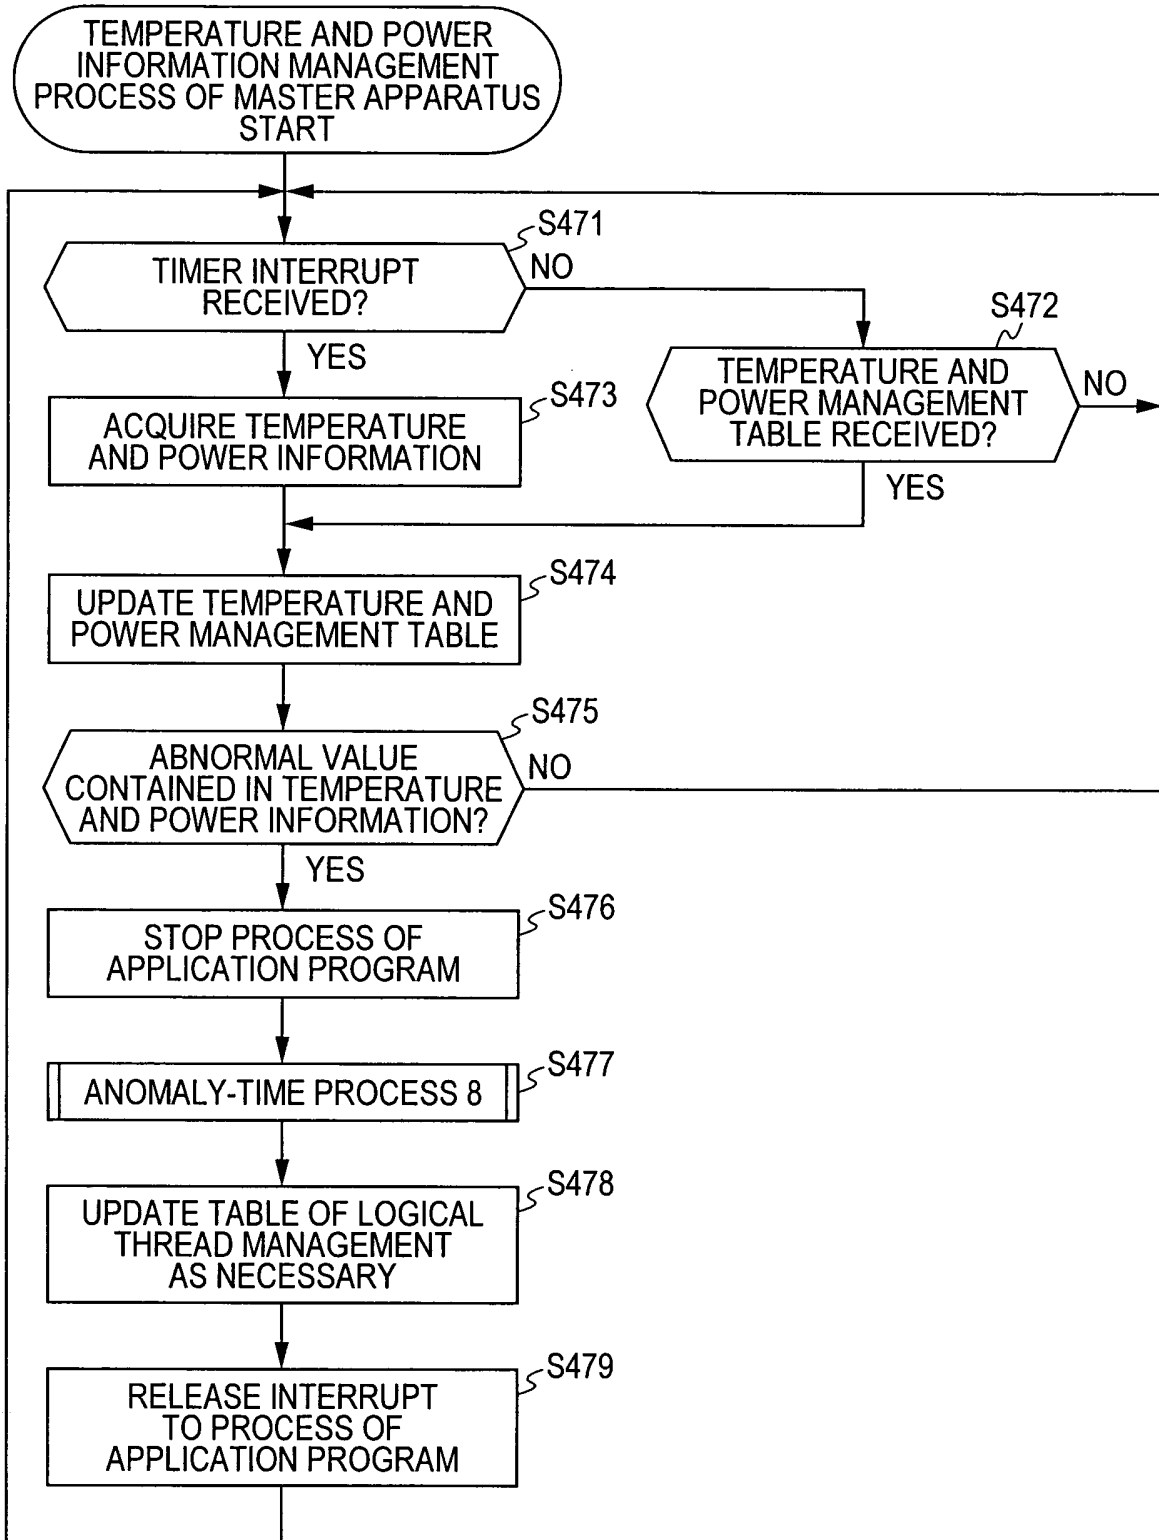 TEMPERATURE AND POWER
INFORMATION MANAGEMENT
PROCESS OF MASTER APPARATUS
START
S471
TIMER INTERRUPT
RECEIVED?
NO
YES
S472
TEMPERATURE AND
POWER MANAGEMENT
TABLE RECEIVED?
NO
YES
S473
ACQUIRE TEMPERATURE
AND POWER INFORMATION
S474
UPDATE TEMPERATURE AND
POWER MANAGEMENT TABLE
S475
ABNORMAL VALUE
CONTAINED IN TEMPERATURE
AND POWER INFORMATION?
NO
YES
S476
STOP PROCESS OF
APPLICATION PROGRAM
S477
ANOMALY-TIME PROCESS 8
S478
UPDATE TABLE OF LOGICAL
THREAD MANAGEMENT
AS NECESSARY
S479
RELEASE INTERRUPT
TO PROCESS OF
APPLICATION PROGRAM